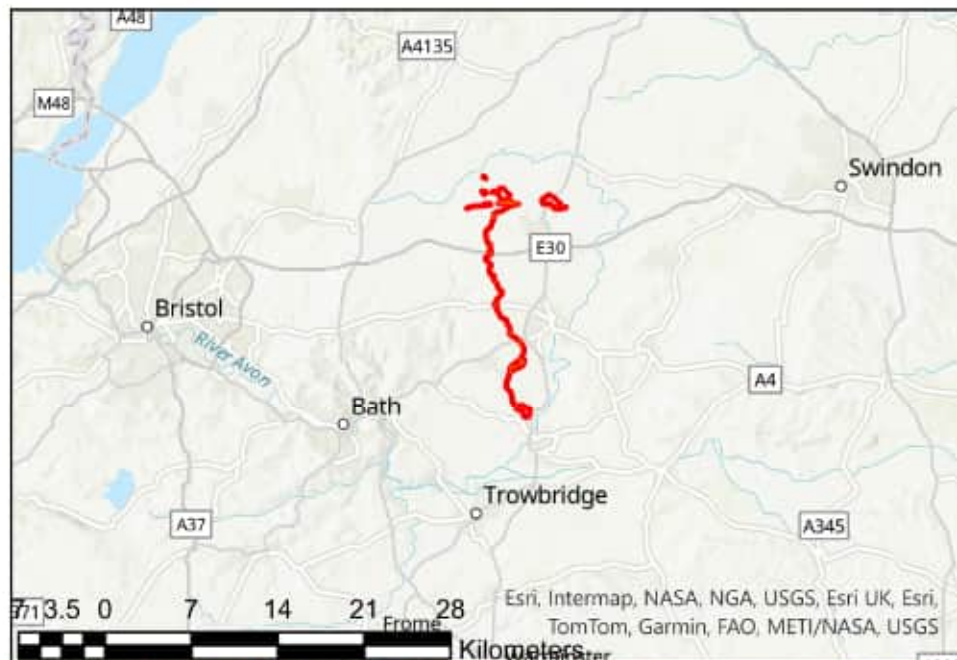 A48
A4135
M48
Swindon
E30
Bristol
River Avon
A4
Bath
Trowbridge
A37
A345
7 3.5 0 7 14 21 28
Esri, Intermap, NASA, NGA, USGS, Esri UK, Esri,
Frome
TomTom, Garmin, FAO, METI/NASA, USGS
Kilometers